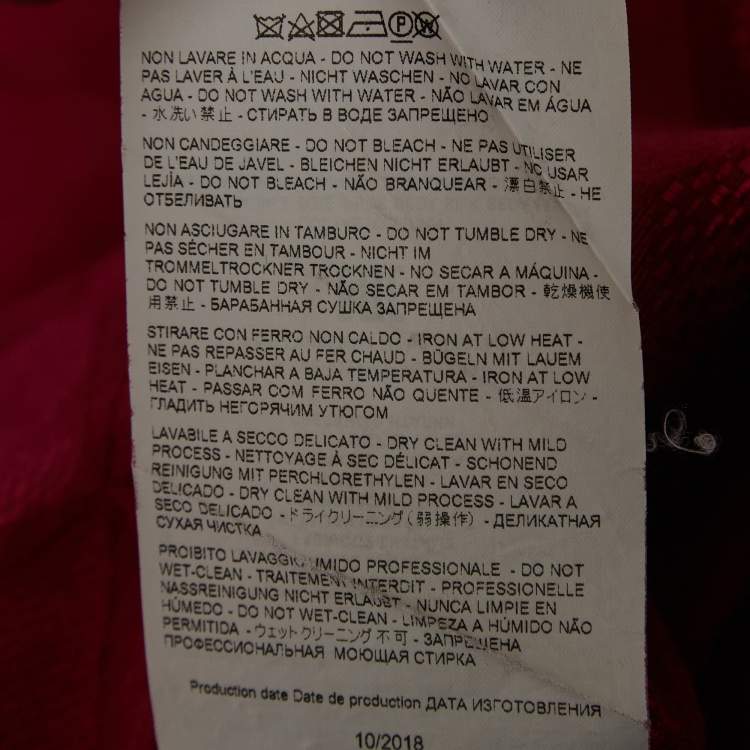 NON LAVARE IN ACQUA - DO NOT WASH WITH WATER - NE
PAS LAVER À L'EAU - NICHT WASCHEN - NO LAVAR CON
AGUA - DO NOT WASH WITH WATER - NÃO LAVAR EM ÁGUA
- 水洗い禁止 - СТИРАТЬ В ВОДЕ ЗАПРЕЩЕНО
NON CANDEGGIARE - DO NOT BLEACH - NE PAS UTILISER
DE L'EAU DE JAVEL - BLEICHEN NICHT ERLAUBT - NO USAR
LEJÍA - DO NOT BLEACH - NÃO BRANQUEAR - 漂白禁止 - НЕ
ОТБЕЛИВАТЬ
NON ASCIUGARE IN TAMBURO - DO NOT TUMBLE DRY - NE
PAS SÉCHER EN TAMBOUR - NICHT IM
TROMMELTROCKNER TROCKNEN - NO SECAR A MÁQUINA -
DO NOT TUMBLE DRY - NÃO SECAR EM TAMBOR - 乾燥機使
用禁止 - БАРАБАННАЯ СУШКА ЗАПРЕЩЕНА
STIRARE CON FERRO NON CALDO - IRON AT LOW HEAT -
NE PAS REPASSER AU FER CHAUD - BÜGELN MIT LAUEM
EISEN - PLANCHAR A BAJA TEMPERATURA - IRON AT LOW
HEAT - PASSAR COM FERRO NÃO QUENTE - 低温アイロン -
ГЛАДИТЬ НЕГОРЯЧИМ УТЮГОМ
LAVABILE A SECCO DELICATO - DRY CLEAN WITH MILD
PROCESS - NETTOYAGE À SEC DÉLICAT - SCHONEND
REINIGUNG MIT PERCHLORETHYLEN - LAVAR EN SECO
DELICADO - DRY CLEAN WITH MILD PROCESS - LAVAR A
SECO DELICADO - ドライクリーニング(弱操作) - ДЕЛИКАТНАЯ
СУХАЯ ЧИСТКА
PROIBITO LAVAGGIO UMIDO PROFESSIONALE - DO NOT
WET-CLEAN - TRAITEMENT INTERDIT - PROFESSIONELLE
NASSREINIGUNG NICHT ERLAUBT - NUNCA LIMPIE EN
HÚMEDO - DO NOT WET-CLEAN - LIMPEZA A HÚMIDO NÃO
PERMITIDA - ウェットクリーニング不可 - ЗАПРЕЩЕНА
ПРОФЕССИОНАЛЬНАЯ МОЮЩАЯ СТИРКА
Production date Date de production ДАТА ИЗГОТОВЛЕНИЯ
10/2018